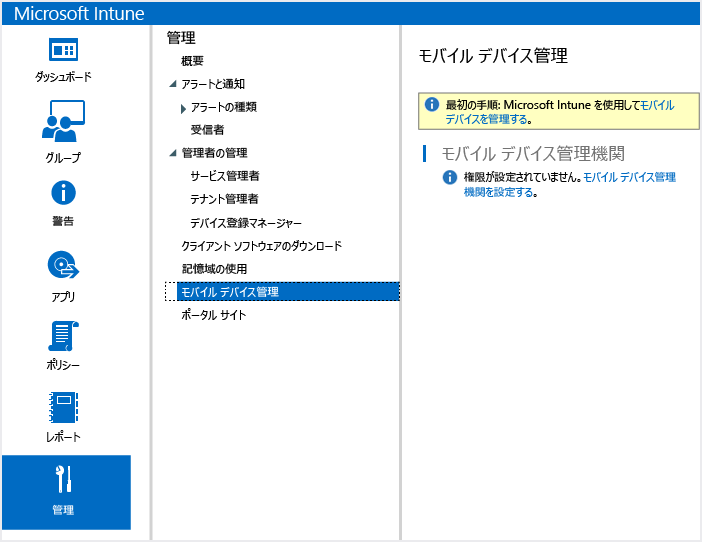 Microsoft Intune
ダッシュボード
グループ
警告
アプリ
ポリシー
レポート
管理
管理
概要
アラートと通知
アラートの種類
受信者
管理者の管理
サービス管理者
テナント管理者
デバイス登録マネージャー
クライアント ソフトウェアのダウンロード
記憶域の使用
モバイル デバイス管理
ポータル サイト
モバイル デバイス管理
最初の手順: Microsoft Intune を使用してモバイル
デバイスを管理する。
モバイル デバイス管理機関
権限が設定されていません。モバイル デバイス管理
機関を設定する。